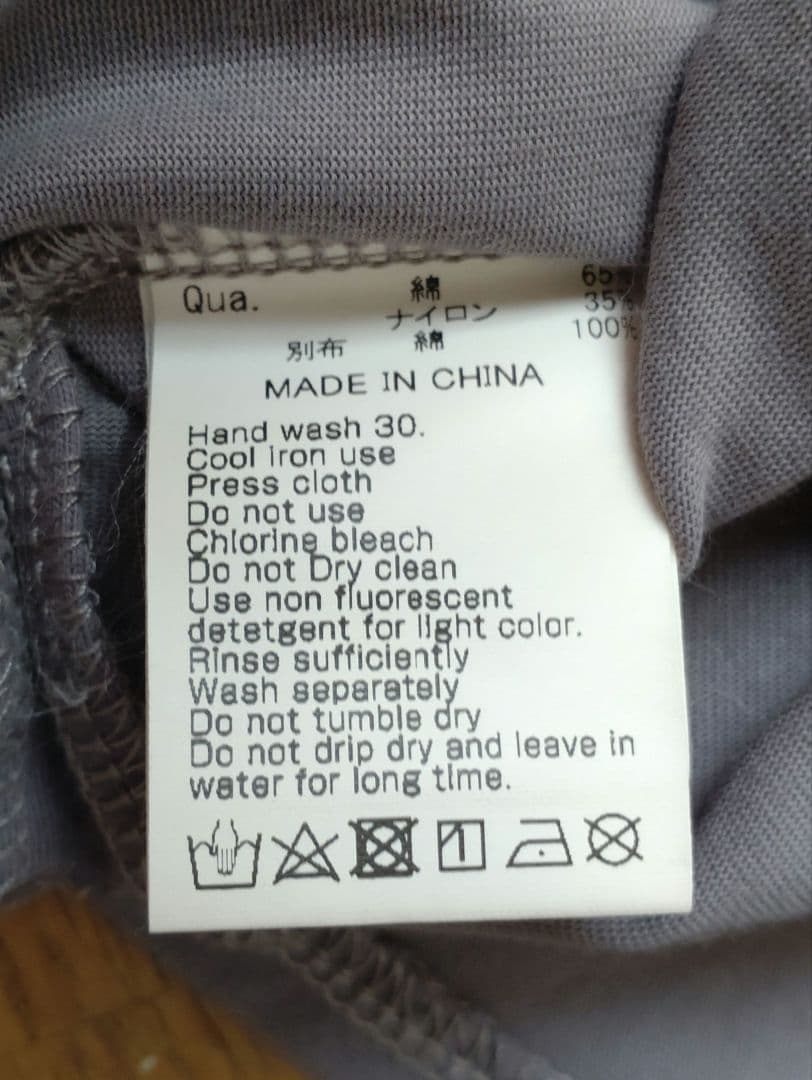 Qua. 綿 65%
ナイロン 35%
別布 綿 100%
MADE IN CHINA
Hand wash 30.
Cool iron use
Press cloth
Do not use
Chlorine bleach
Do not Dry clean
Use non fluorescent
detetgent for light color.
Rinse sufficiently
Wash separately
Do not tumble dry
Do not drip dry and leave in
water for long time.